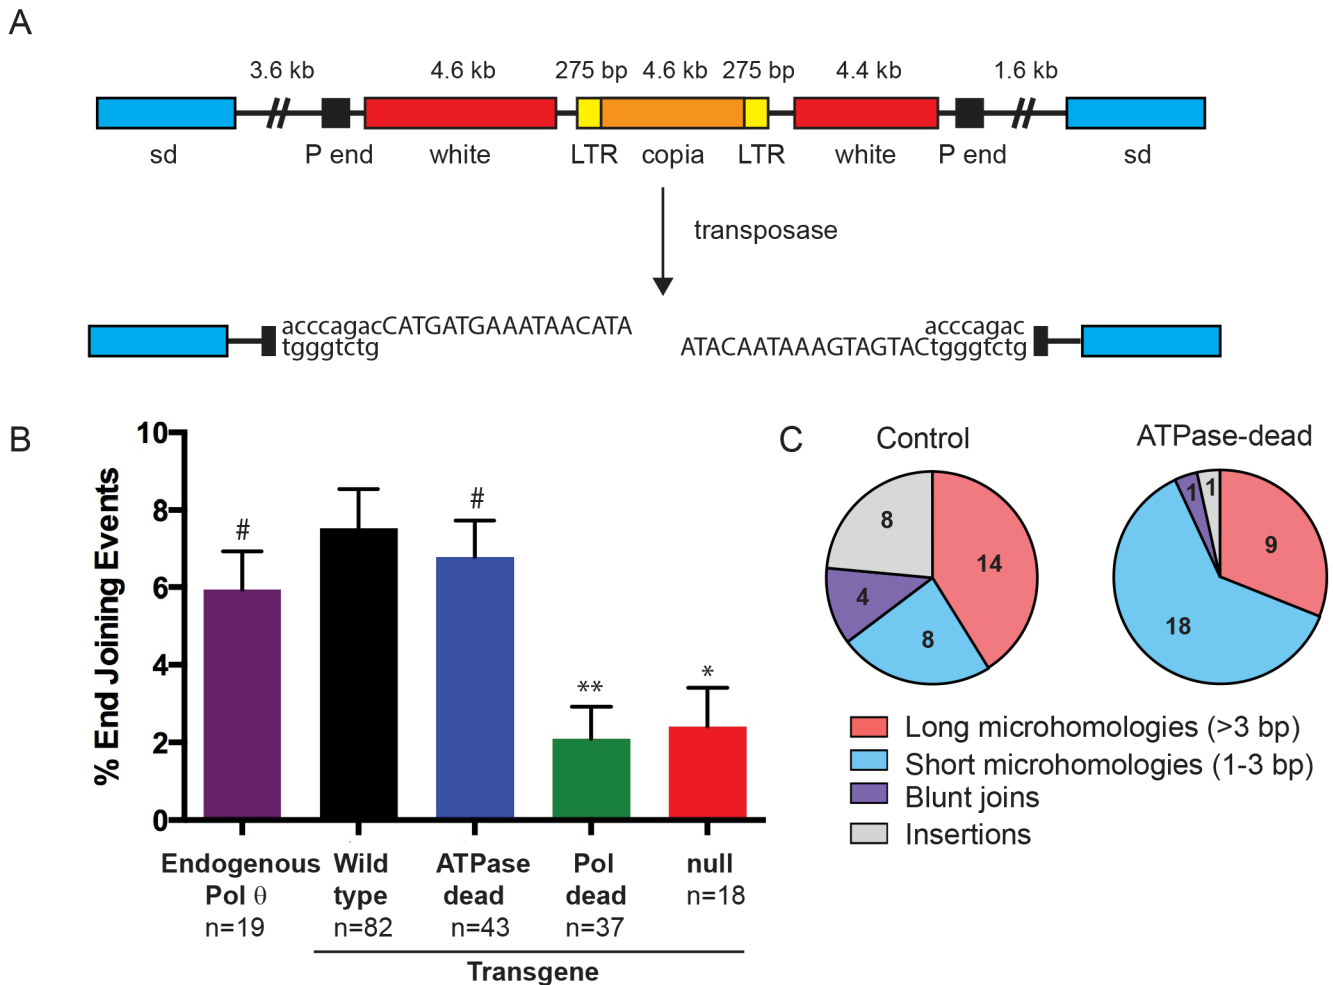 A
3.6 kb 4.6 kb 275 bp 4.6 kb 275 bp 4.4 kb 1.6 kb
sd P end white LTR copia LTR white P end sd
transposase
acccagacCATGATGAAATAACATA
tgggtctg
acccagac
ATACAATAAAGTAGTACtgggtctg
B
% End Joining Events
10
8
6
4
2
0
#
#
**
*
Endogenous Pol θ n=19
Wild type n=82
ATPase dead n=43
Pol dead n=37
null n=18
Transgene
C
Control
8
14
4
8
ATPase-dead
1
1
9
18
Long microhomologies (>3 bp)
Short microhomologies (1-3 bp)
Blunt joins
Insertions